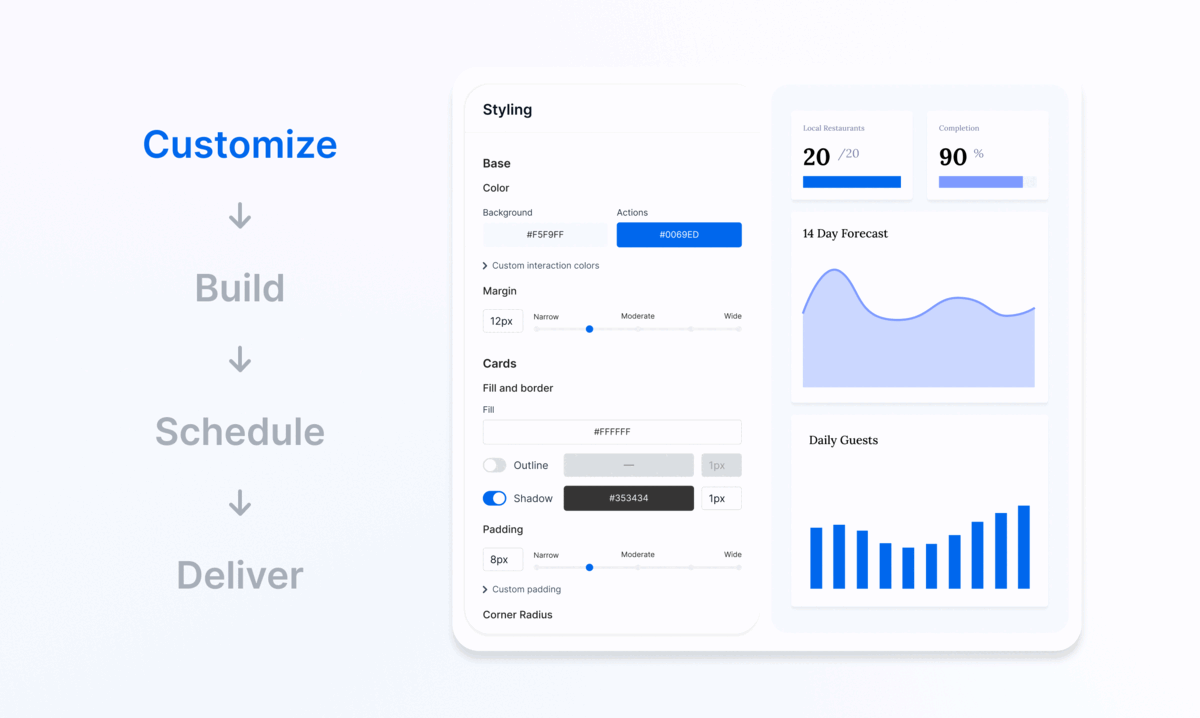 Customize
Build
Schedule
Deliver
Styling
Base
Color
Background Actions
#F5F9FF #0069ED
Custom interaction colors
Margin
12px Narrow Moderate Wide
Cards
Fill and border
Fill
#FFFFFF
Outline — 1px
Shadow #353434 1px
Padding
8px Narrow Moderate Wide
Custom padding
Corner Radius
Local Restaurants
20 /20
Completion
90 %
14 Day Forecast
Daily Guests